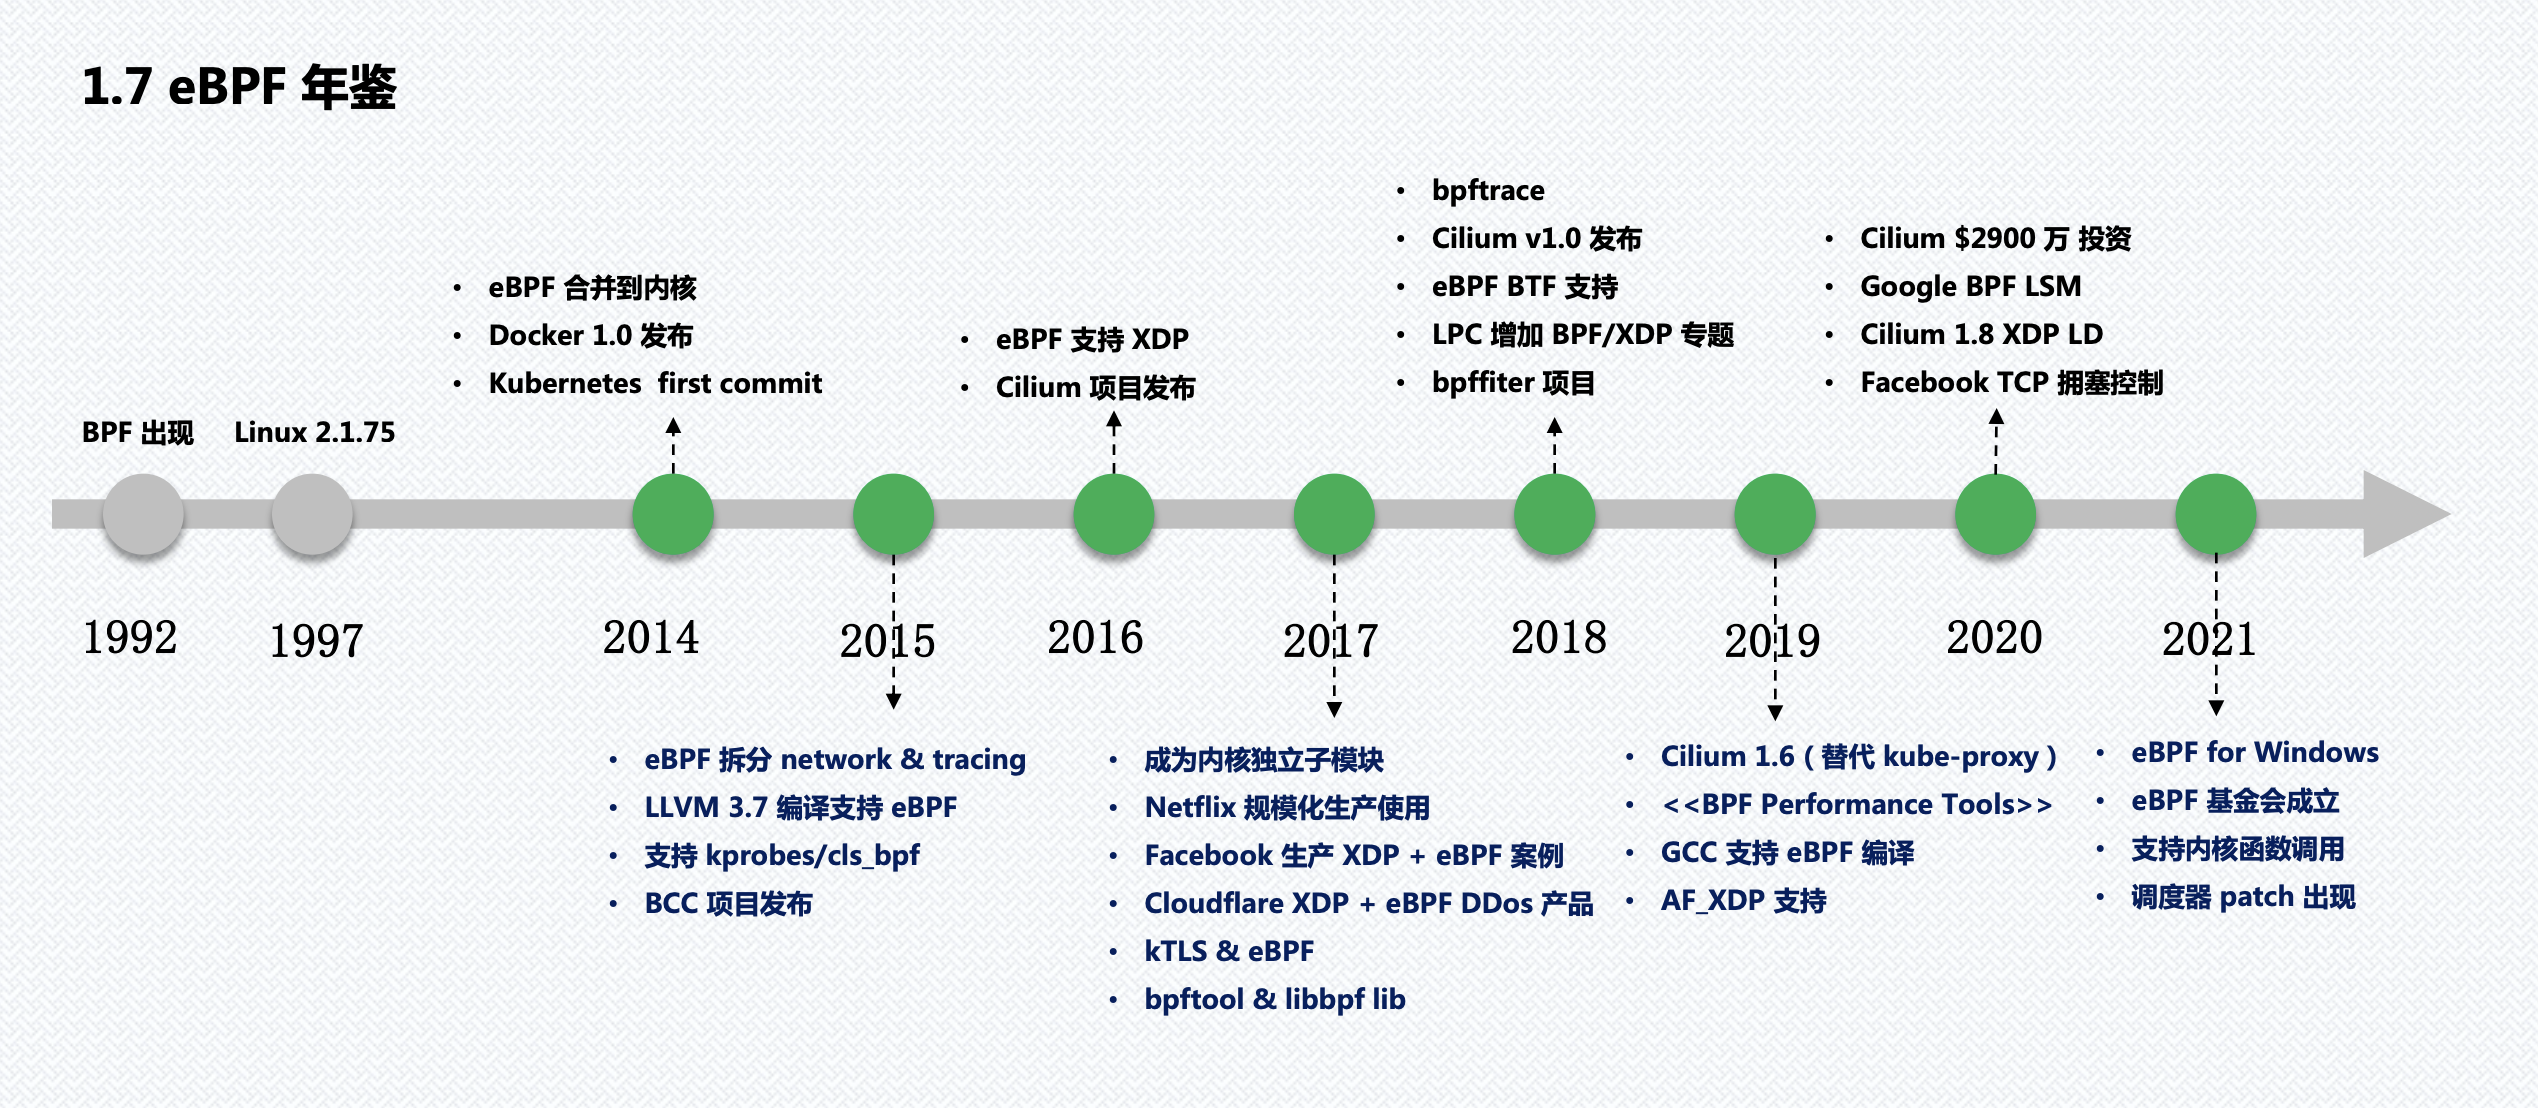 1.7 eBPF 年鉴
• bpftrace
• Cilium v1.0 发布
• eBPF BTF 支持
• LPC 增加 BPF/XDP 专题
• bpffiter 项目
• Cilium $2900 万 投资
• Google BPF LSM
• Cilium 1.8 XDP LD
• Facebook TCP 拥塞控制
• eBPF 合并到内核
• Docker 1.0 发布
• Kubernetes first commit
• eBPF 支持 XDP
• Cilium 项目发布
BPF 出现
Linux 2.1.75
1992
1997
2014
2015
2016
2017
2018
2019
2020
2021
• eBPF 拆分 network & tracing
• LLVM 3.7 编译支持 eBPF
• 支持 kprobes/cls_bpf
• BCC 项目发布
• 成为内核独立子模块
• Netflix 规模化生产使用
• Facebook 生产 XDP + eBPF 案例
• Cloudflare XDP + eBPF DDos 产品
• kTLS & eBPF
• bpftool & libbpf lib
• Cilium 1.6 ( 替代 kube-proxy )
• <<BPF Performance Tools>>
• GCC 支持 eBPF 编译
• AF_XDP 支持
• eBPF for Windows
• eBPF 基金会成立
• 支持内核函数调用
• 调度器 patch 出现